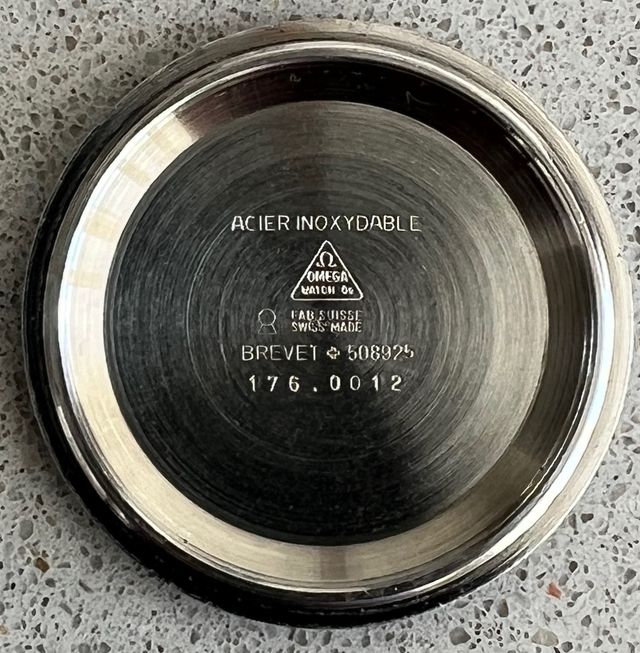 ACIER INOXYDABLE
Ω
OMEGA
WATCH Co
FAB. SUISSE
SWISS MADE
BREVET ✚ 508925
176.0012